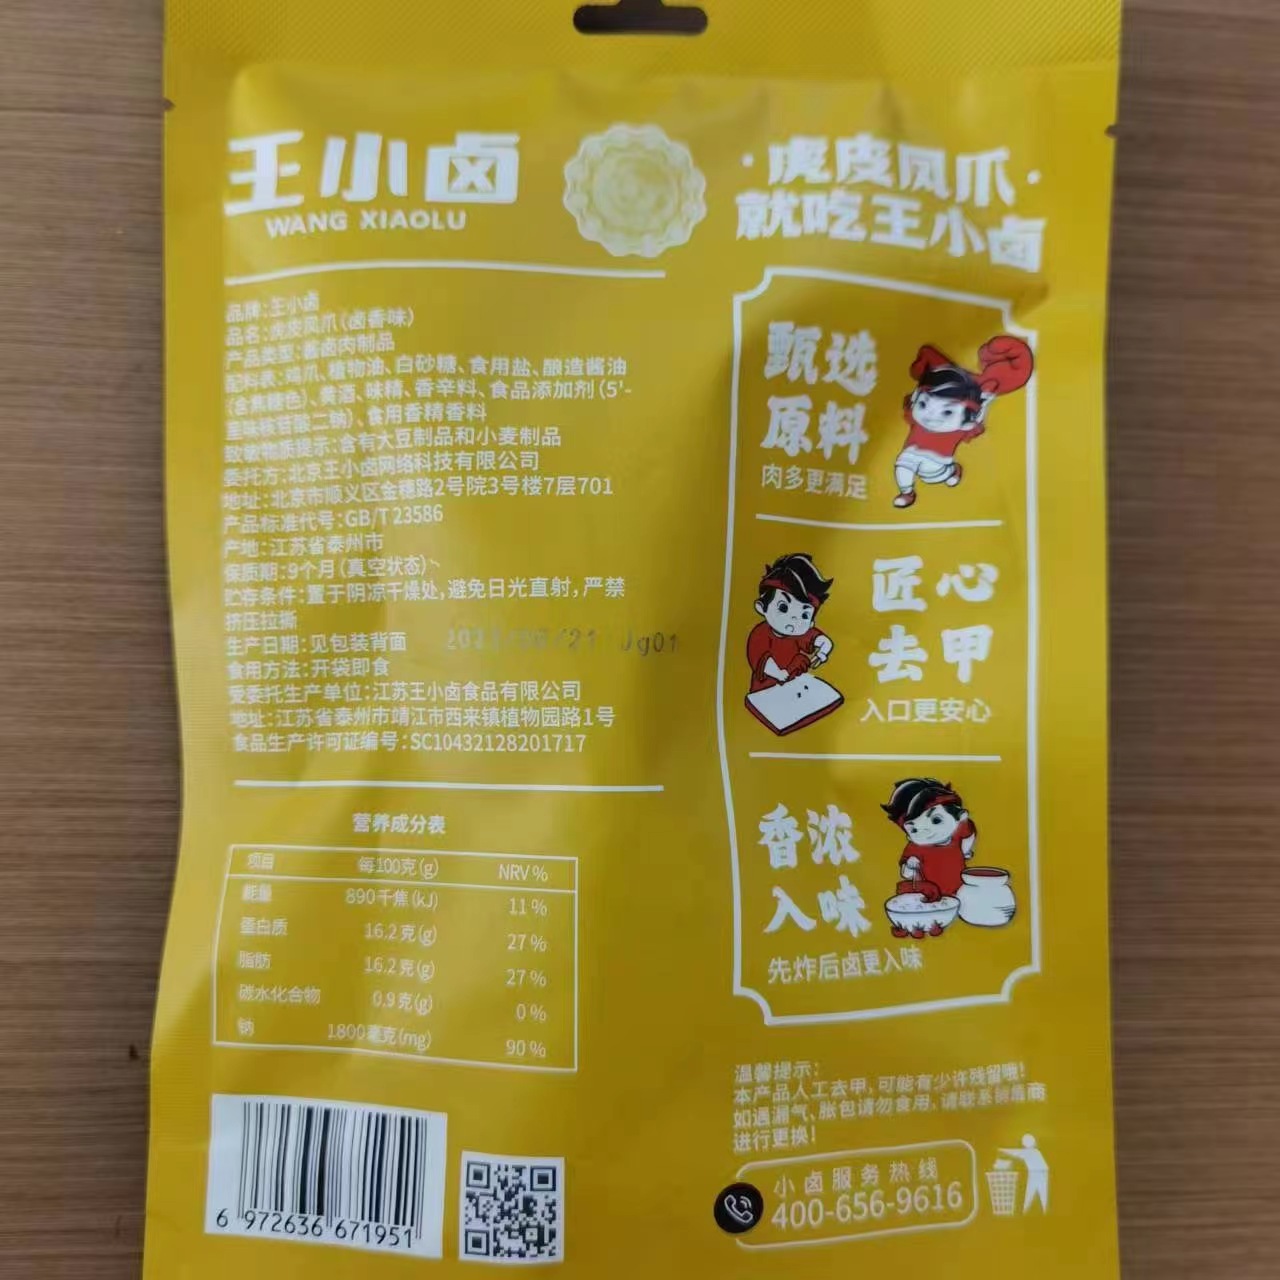 王小卤
WANG XIAOLU
·虎皮凤爪·
就吃王小卤
品牌:王小卤
品名:虎皮凤爪(卤香味)
产品类型:酱卤肉制品
配料表:鸡爪、植物油、白砂糖、食用盐、酿造酱油
(含焦糖色)、黄酒、味精、香辛料、食品添加剂(5'-
呈味核苷酸二钠)、食用香精香料
致敏物质提示:含有大豆制品和小麦制品
委托方:北京王小卤网络科技有限公司
地址:北京市顺义区金穗路2号院3号楼7层701
产品标准代号:GB/T 23586
产地:江苏省泰州市
保质期:9个月(真空状态)
贮存条件:置于阴凉干燥处,避免日光直射,严禁
挤压拉撕
生产日期:见包装背面
食用方法:开袋即食
受委托生产单位:江苏王小卤食品有限公司
地址:江苏省泰州市靖江市西来镇植物园路1号
食品生产许可证编号:SC10432128201717
营养成分表
项目 每100克(g) NRV%
能量 890千焦(kJ) 11%
蛋白质 16.2克(g) 27%
脂肪 16.2克(g) 27%
碳水化合物 0.9克(g) 0%
钠 1800毫克(mg) 90%
6 972636 671951
甄选
原料
肉多更满足
匠心
去甲
入口更安心
香浓
入味
先炸后卤更入味
温馨提示:
本产品人工去甲,可能有少许残留哦!
如遇漏气、胀包请勿食用,请联系销售商
进行更换!
小卤服务热线
400-656-9616